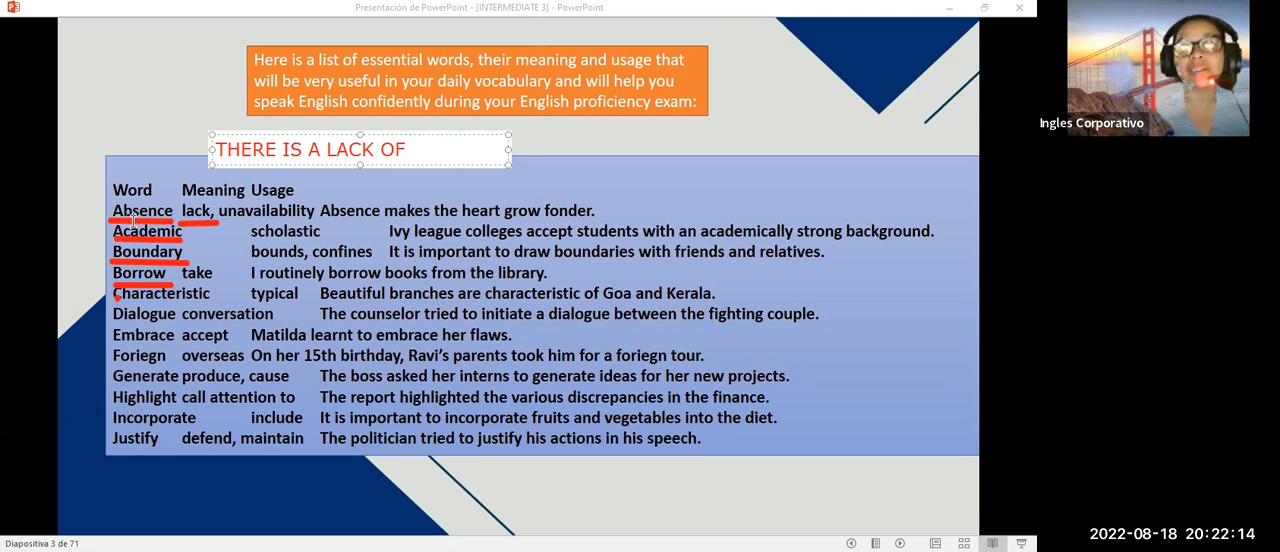 Presentación de PowerPoint - [INTERMEDIATE 3] - PowerPoint
Here is a list of essential words, their meaning and usage that
will be very useful in your daily vocabulary and will help you
speak English confidently during your English proficiency exam:
THERE IS A LACK OF
Word Meaning Usage
Absence lack, unavailability Absence makes the heart grow fonder.
Academic scholastic Ivy league colleges accept students with an academically strong background.
Boundary bounds, confines It is important to draw boundaries with friends and relatives.
Borrow take I routinely borrow books from the library.
Characteristic typical Beautiful branches are characteristic of Goa and Kerala.
Dialogue conversation The counselor tried to initiate a dialogue between the fighting couple.
Embrace accept Matilda learnt to embrace her flaws.
Foriegn overseas On her 15th birthday, Ravi's parents took him for a foriegn tour.
Generate produce, cause The boss asked her interns to generate ideas for her new projects.
Highlight call attention to The report highlighted the various discrepancies in the finance.
Incorporate include It is important to incorporate fruits and vegetables into the diet.
Justify defend, maintain The politician tried to justify his actions in his speech.
Ingles Corporativo
2022-08-18 20:22:14
Diapositiva 3 de 71